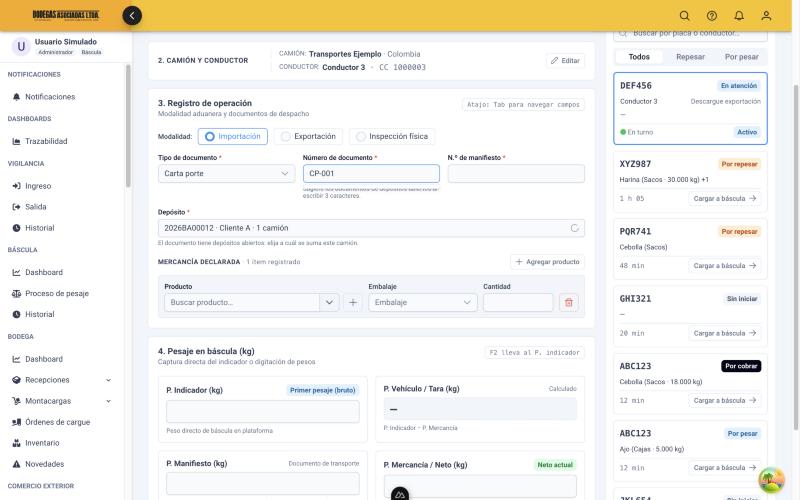 BODEGAS ASOCIADAS LTDA.
U
Usuario Simulado
Administrador
Báscula
NOTIFICACIONES
Notificaciones
DASHBOARDS
Trazabilidad
VIGILANCIA
Ingreso
Salida
Historial
BÁSCULA
Dashboard
Proceso de pesaje
Historial
BODEGA
Dashboard
Recepciones
Montacargas
Órdenes de cargue
Inventario
Novedades
COMERCIO EXTERIOR
2. CAMIÓN Y CONDUCTOR
CAMIÓN: Transportes Ejemplo · Colombia
CONDUCTOR: Conductor 3 · CC 1000003
Editar
3. Registro de operación
Modalidad aduanera y documentos de despacho
Atajo: Tab para navegar campos
Modalidad:
Importación
Exportación
Inspección física
Tipo de documento *
Número de documento *
N.º de manifiesto *
Carta porte
CP-001
escribir 3 caracteres.
Depósito *
2026BA00012 · Cliente A · 1 camión
El documento tiene depósitos abiertos: elija a cuál se suma este camión.
MERCANCÍA DECLARADA · 1 ítem registrado
Agregar producto
Producto
Embalaje
Cantidad
Buscar producto...
Embalaje
4. Pesaje en báscula (kg)
Captura directa del indicador o digitación de pesos
F2 lleva al P. indicador
P. Indicador (kg)
Primer pesaje (bruto)
Peso directo de báscula en plataforma
P. Vehículo / Tara (kg)
Calculado
—
P. Indicador − P. Mercancía
P. Manifiesto (kg)
Documento de transporte
P. Mercancía / Neto (kg)
Neto actual
Buscar por placa o conductor...
Todos
Repesar
Por pesar
DEF456
En atención
Conductor 3
Descargue exportación
—
En turno
Activo
XYZ987
Por repesar
Harina (Sacos · 30.000 kg) +1
1 h 05
Cargar a báscula
PQR741
Por repesar
Cebolla (Sacos)
48 min
Cargar a báscula
GHI321
Sin iniciar
—
20 min
Cargar a báscula
ABC123
Por cobrar
Cebolla (Sacos · 18.000 kg)
12 min
Cargar a báscula
ABC123
Por pesar
Ajo (Cajas · 5.000 kg)
12 min
Cargar a báscula